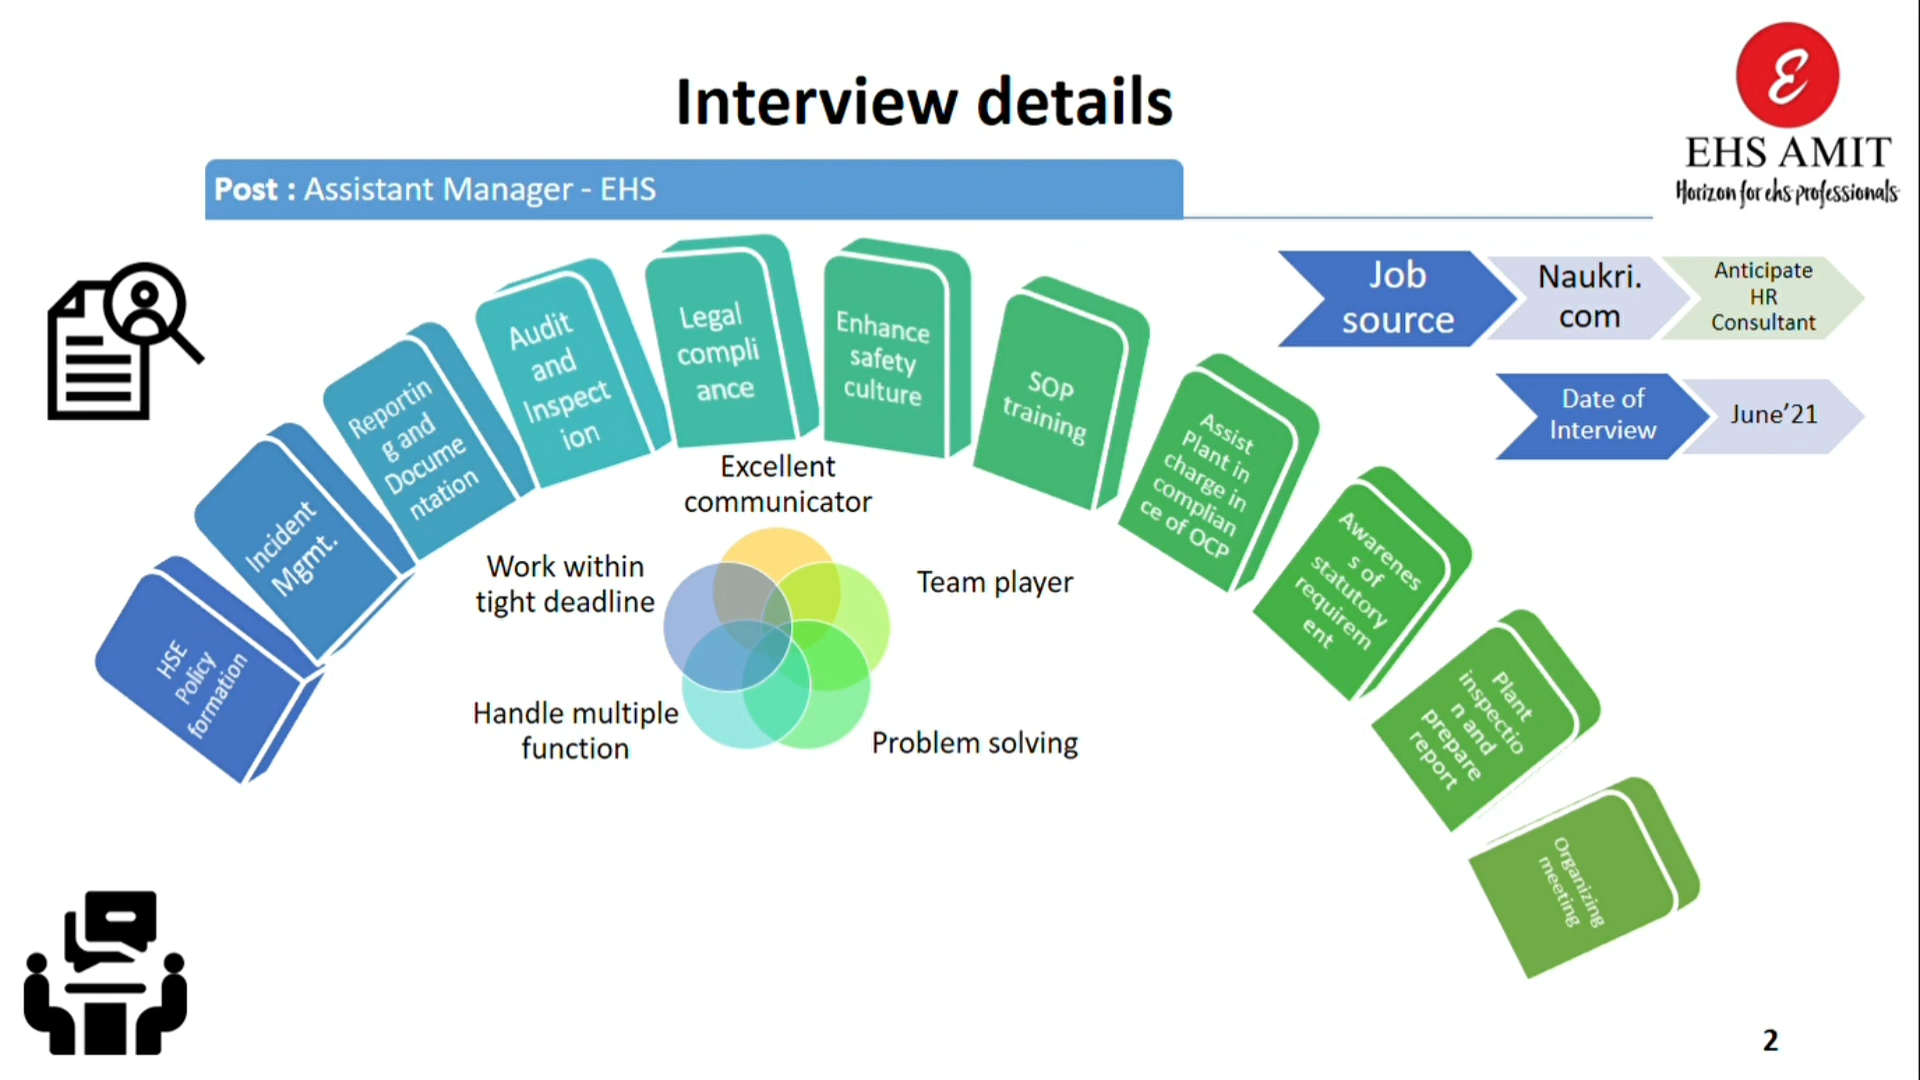 Interview details
E
EHS AMIT
Horizon for ehs professionals
Post : Assistant Manager - EHS
HSE
Policy
formation
Incident
Mgmt.
Reportin
g and
Docume
ntation
Audit
and
Inspect
ion
Legal
compli
ance
Enhance
safety
culture
SOP
training
Assist
Plant in
charge in
complian
ce of OCP
Awarenes
s of
statutory
requirem
ent
Plant
inspectio
n and
prepare
report
Organizing
meeting
Job
source
Naukri.
com
Anticipate
HR
Consultant
Date of
Interview
June'21
Excellent
communicator
Team player
Problem solving
Handle multiple
function
Work within
tight deadline
2